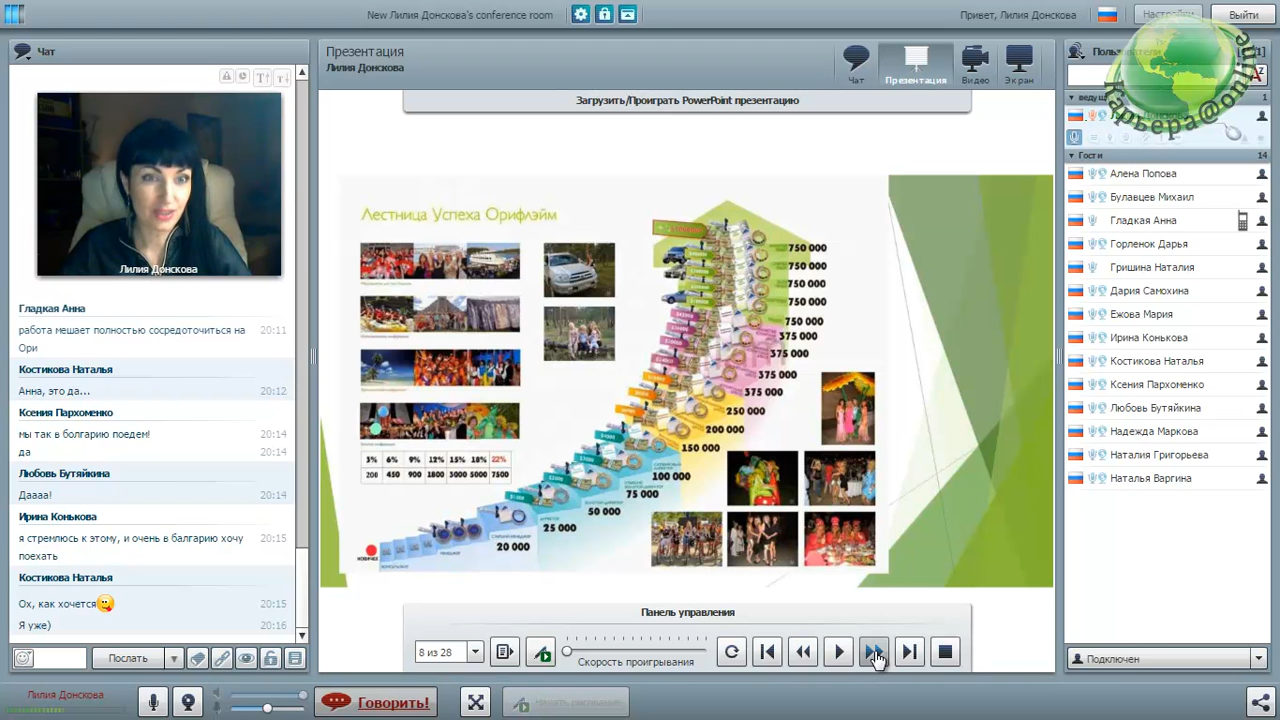 New Лилия Донскова's conference room
Привет, Лилия Донскова
Настройки
Выйти
Чат
Лилия Донскова
Гладкая Анна
работа мешает полностью сосредоточиться на 20:11
Ори
Костикова Наталья
Анна, это да... 20:12
Ксения Пархоменко
мы так в болгарию поедем! 20:14
да 20:14
Любовь Бутяйкина
Даааа! 20:14
Ирина Конькова
я стремлюсь к этому, и очень в балгарию хочу 20:15
поехать
Костикова Наталья
Ох, как хочется 20:15
Я уже) 20:16
Послать
Лилия Донскова
Говорить!
Презентация
Лилия Донскова
Чат
Презентация
Видео
Экран
Загрузить/Проиграть PowerPoint презентацию
Лестница Успеха Орифлэйм
750 000
750 000
750 000
750 000
750 000
375 000
375 000
375 000
375 000
250 000
200 000
150 000
100 000
75 000
50 000
25 000
20 000
3% 6% 9% 12% 15% 18% 22%
200 450 900 1800 3000 5000 7500
НОВИЧОК
МЕНЕДЖЕР
СТАРШИЙ МЕНЕДЖЕР
ДИРЕКТОР
Панель управления
8 из 28
Скорость проигрывания
Начать рисование
карьера@online
1
Гости 14
Алена Попова
Булавцев Михаил
Гладкая Анна
Горленок Дарья
Гришина Наталия
Дария Самохина
Ежова Мария
Ирина Конькова
Костикова Наталья
Ксения Пархоменко
Любовь Бутяйкина
Надежда Маркова
Наталия Григорьева
Наталья Варгина
Подключен